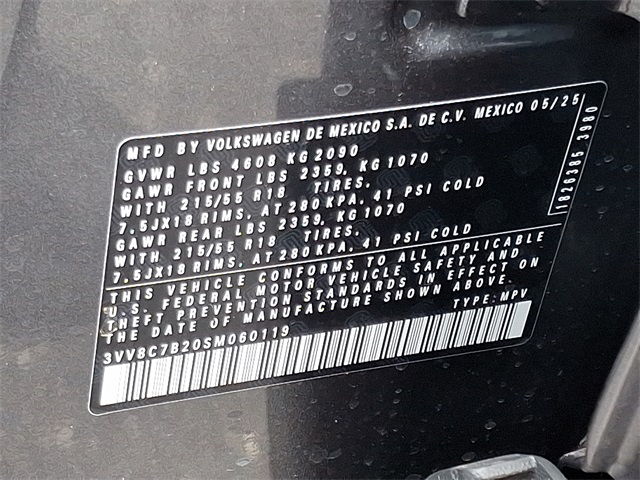 MFD BY VOLKSWAGEN DE MEXICO S.A. DE C.V. MEXICO 05/25
GVWR LBS 4608 KG 2090
GAWR FRONT LBS 2359, KG1070
WITH 215/55 R18 TIRES,
7,5JX18 RIMS, AT 280 KPA, 41 PSI COLD
GAWR REAR LBS 2359, KG1070
WITH 215/55 R18 TIRES,
7,5JX18 RIMS, AT 280 KPA, 41 PSI COLD
THIS VEHICLE CONFORMS TO ALL APPLICABLE
U.S. FEDERAL MOTOR VEHICLE SAFETY AND
THEFT PREVENTION STANDARDS IN EFFECT ON
THE DATE OF MANUFACTURE SHOWN ABOVE.
TYPE: MPV
3VV8C7B20SM060119
1826385 3980